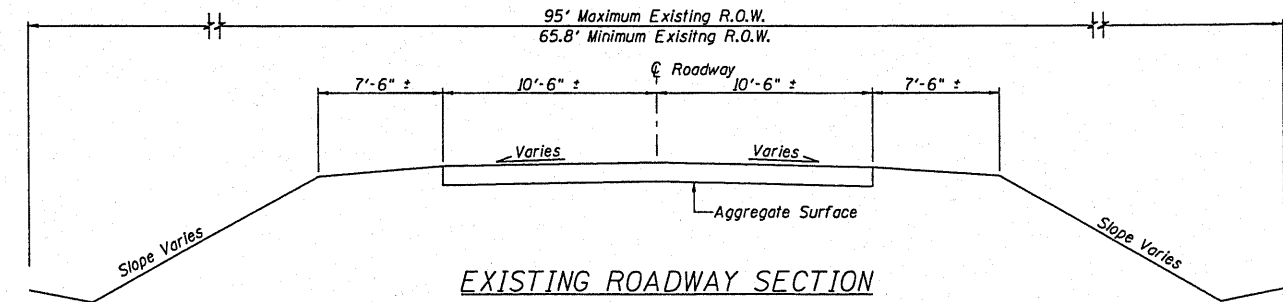 95' Maximum Existing R.O.W.
65.8' Minimum Exisitng R.O.W.
℄ Roadway
7'-6" ± 10'-6" ± 10'-6" ± 7'-6" ±
Varies Varies
Aggregate Surface
Slope Varies Slope Varies
EXISTING ROADWAY SECTION